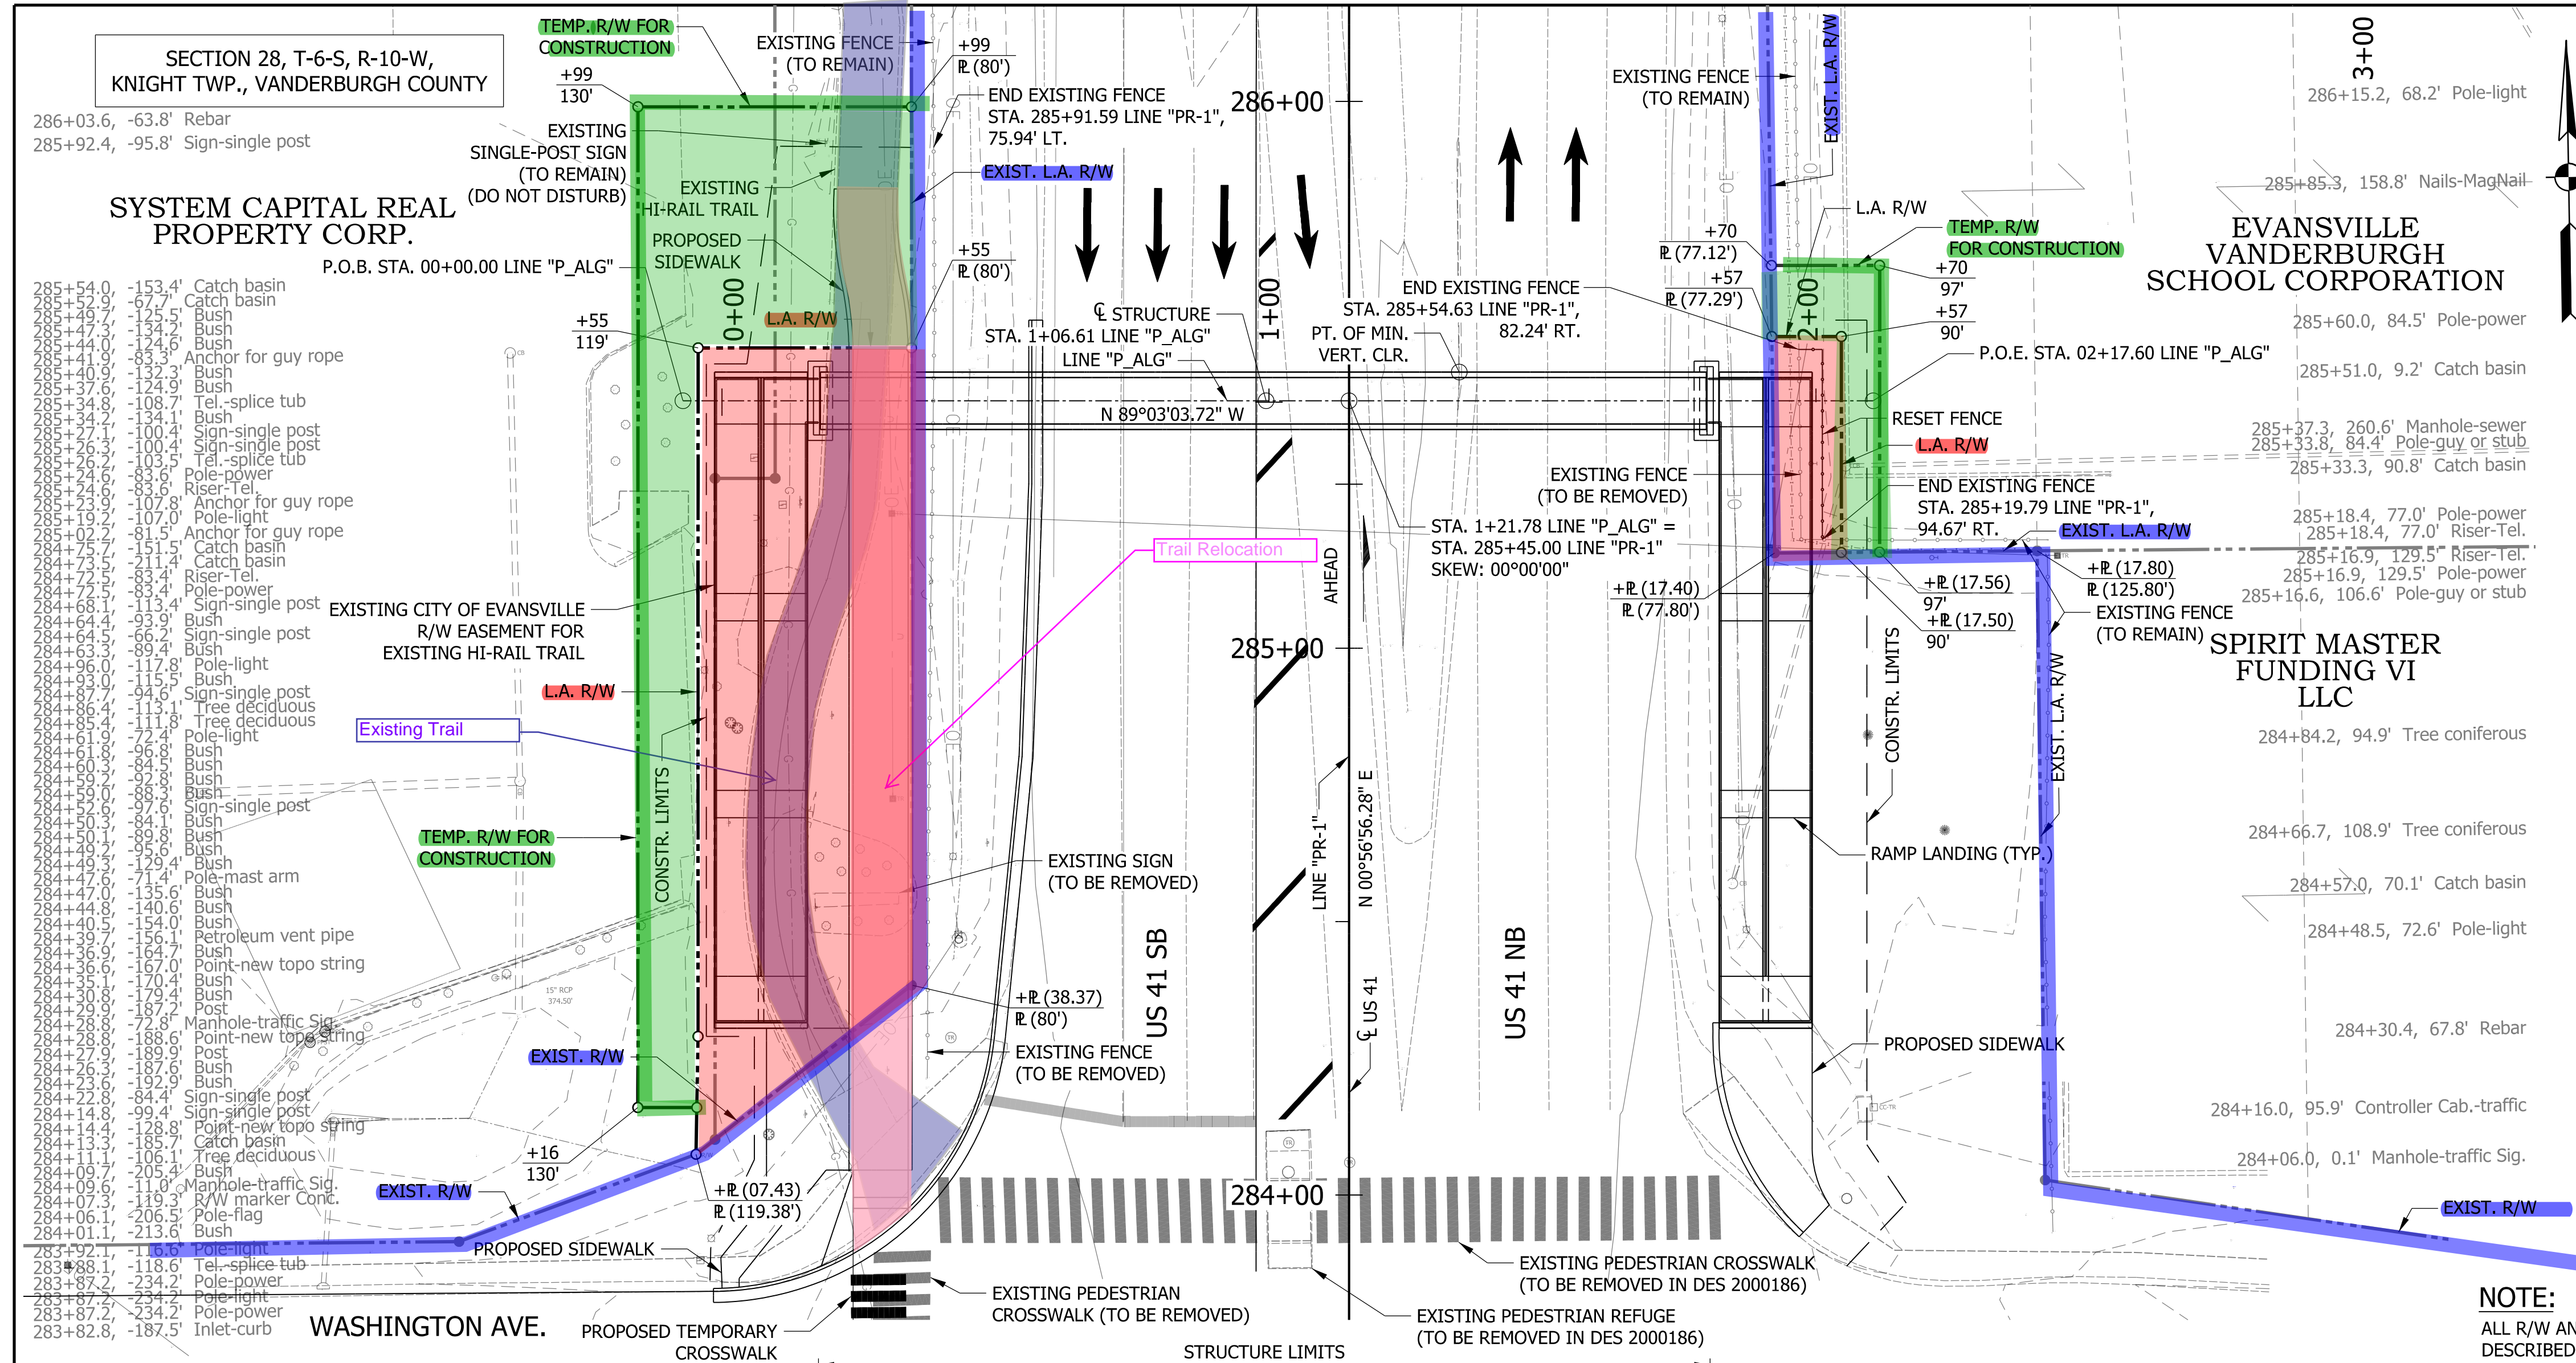 SECTION 28, T-6-S, R-10-W,
KNIGHT TWP., VANDERBURGH COUNTY
286+03.6, -63.8' Rebar
285+92.4, -95.8' Sign-single post
SYSTEM CAPITAL REAL
PROPERTY CORP.
285+54.0, -153.4' Catch basin
285+52.9, -67.7' Catch basin
285+49.7, -125.5' Bush
285+47.3, -134.2' Bush
285+44.0, -124.6' Bush
285+41.9, -83.3' Anchor for guy rope
285+40.9, -132.3' Bush
285+37.6, -124.9' Bush
285+34.8, -108.7' Tel.-splice tub
285+34.2, -134.1' Bush
285+27.1, -100.4' Sign-single post
285+26.3, -100.4' Sign-single post
285+26.2, -103.5' Tel.-splice tub
285+24.6, -83.6' Pole-power
285+24.6, -83.6' Riser-Tel.
285+23.9, -107.8' Anchor for guy rope
285+19.2, -107.0' Pole-light
285+02.2, -81.5' Anchor for guy rope
284+75.7, -151.5' Catch basin
284+73.5, -211.4' Catch basin
284+72.5, -83.4' Riser-Tel.
284+72.5, -83.4' Pole-power
284+68.1, -113.4' Sign-single post
284+64.4, -93.9' Bush
284+64.5, -66.2' Sign-single post
284+63.3, -89.4' Bush
284+96.0, -117.8' Pole-light
284+93.0, -115.5' Bush
284+87.7, -94.6' Sign-single post
284+86.4, -113.1' Tree deciduous
284+85.4, -111.8' Tree deciduous
284+61.9, -72.4' Pole-light
284+61.8, -96.8' Bush
284+60.3, -84.5' Bush
284+59.2, -92.8' Bush
284+59.0, -88.3' Bush
284+52.6, -97.6' Sign-single post
284+50.3, -84.1' Bush
284+50.1, -89.8' Bush
284+49.2, -95.6' Bush
284+49.3, -129.4' Bush
284+47.6, -71.4' Pole-mast arm
284+47.0, -135.6' Bush
284+44.8, -140.6' Bush
284+40.5, -154.0' Bush
284+39.7, -156.1' Petroleum vent pipe
284+36.9, -164.7' Bush
284+36.6, -167.0' Point-new topo string
284+35.1, -170.4' Bush
284+30.8, -179.4' Bush
284+29.9, -187.2' Post
284+28.8, -72.8' Manhole-traffic Sig.
284+28.8, -188.6' Point-new topo string
284+27.9, -189.9' Post
284+26.3, -187.6' Bush
284+23.6, -192.9' Bush
284+22.8, -84.4' Sign-single post
284+14.8, -99.4' Sign-single post
284+14.4, -128.8' Point-new topo string
284+13.3, -185.7' Catch basin
284+11.1, -106.1' Tree deciduous
284+09.7, -205.4' Bush
284+09.6, -11.0' Manhole-traffic Sig.
284+07.3, -119.3' R/W marker Conc.
284+06.1, -206.5' Pole-flag
284+01.1, -213.6' Bush
283+92.1, -116.6' Pole-light
283+88.1, -118.6' Tel.-splice tub
283+87.2, -234.2' Pole-power
283+87.2, -234.2' Pole-light
283+87.2, -234.2' Pole-power
283+82.8, -187.5' Inlet-curb
TEMP. R/W FOR
CONSTRUCTION
+99
130'
EXISTING FENCE
(TO REMAIN)
+99
PL (80')
END EXISTING FENCE
STA. 285+91.59 LINE "PR-1",
75.94' LT.
EXISTING
SINGLE-POST SIGN
(TO REMAIN)
(DO NOT DISTURB)
EXIST. L.A. R/W
EXISTING
HI-RAIL TRAIL
PROPOSED
SIDEWALK
P.O.B. STA. 00+00.00 LINE "P_ALG"
+55
PL (80')
+55
119'
0+00
L.A. R/W
CL STRUCTURE
STA. 1+06.61 LINE "P_ALG"
LINE "P_ALG"
N 89°03'03.72" W
286+00
1+00
PT. OF MIN.
VERT. CLR.
END EXISTING FENCE
STA. 285+54.63 LINE "PR-1",
82.24' RT.
EXISTING FENCE
(TO REMAIN)
EXIST. L.A. R/W
+70
PL (77.12')
+57
PL (77.29')
L.A. R/W
TEMP. R/W
FOR CONSTRUCTION
+70
97'
2+00
+57
90'
P.O.E. STA. 02+17.60 LINE "P_ALG"
RESET FENCE
L.A. R/W
EXISTING FENCE
(TO BE REMOVED)
END EXISTING FENCE
STA. 285+19.79 LINE "PR-1",
94.67' RT.
EXIST. L.A. R/W
STA. 1+21.78 LINE "P_ALG" =
STA. 285+45.00 LINE "PR-1"
SKEW: 00°00'00"
AHEAD
Trail Relocation
+PL (17.40)
PL (77.80')
+PL (17.56)
97'
+PL (17.50)
90'
+PL (17.80)
PL (125.80')
EXISTING FENCE
(TO REMAIN)
EXISTING CITY OF EVANSVILLE
R/W EASEMENT FOR
EXISTING HI-RAIL TRAIL
L.A. R/W
Existing Trail
285+00
CONSTR. LIMITS
TEMP. R/W FOR
CONSTRUCTION
15" RCP
374.50'
LINE "PR-1"
N 00°56'56.28" E
CONSTR. LIMITS
EXIST. L.A. R/W
RAMP LANDING (TYP.)
EXISTING SIGN
(TO BE REMOVED)
US 41 SB
CL US 41
US 41 NB
+PL (38.37)
PL (80')
EXISTING FENCE
(TO BE REMOVED)
EXIST. R/W
PROPOSED SIDEWALK
+16
130'
+PL (07.43)
PL (119.38')
EXIST. R/W
284+00
PROPOSED SIDEWALK
WASHINGTON AVE.
PROPOSED TEMPORARY
CROSSWALK
EXISTING PEDESTRIAN
CROSSWALK (TO BE REMOVED)
EXISTING PEDESTRIAN CROSSWALK
(TO BE REMOVED IN DES 2000186)
EXISTING PEDESTRIAN REFUGE
(TO BE REMOVED IN DES 2000186)
STRUCTURE LIMITS
3+00
286+15.2, 68.2' Pole-light
285+85.3, 158.8' Nails-MagNail
EVANSVILLE
VANDERBURGH
SCHOOL CORPORATION
285+60.0, 84.5' Pole-power
285+51.0, 9.2' Catch basin
285+37.3, 260.6' Manhole-sewer
285+33.8, 84.4' Pole-guy or stub
285+33.3, 90.8' Catch basin
285+18.4, 77.0' Pole-power
285+18.4, 77.0' Riser-Tel.
285+16.9, 129.5' Riser-Tel.
285+16.9, 129.5' Pole-power
285+16.6, 106.6' Pole-guy or stub
SPIRIT MASTER
FUNDING VI
LLC
284+84.2, 94.9' Tree coniferous
284+66.7, 108.9' Tree coniferous
284+57.0, 70.1' Catch basin
284+48.5, 72.6' Pole-light
284+30.4, 67.8' Rebar
284+16.0, 95.9' Controller Cab.-traffic
284+06.0, 0.1' Manhole-traffic Sig.
EXIST. R/W
NOTE:
ALL R/W AN
DESCRIBED